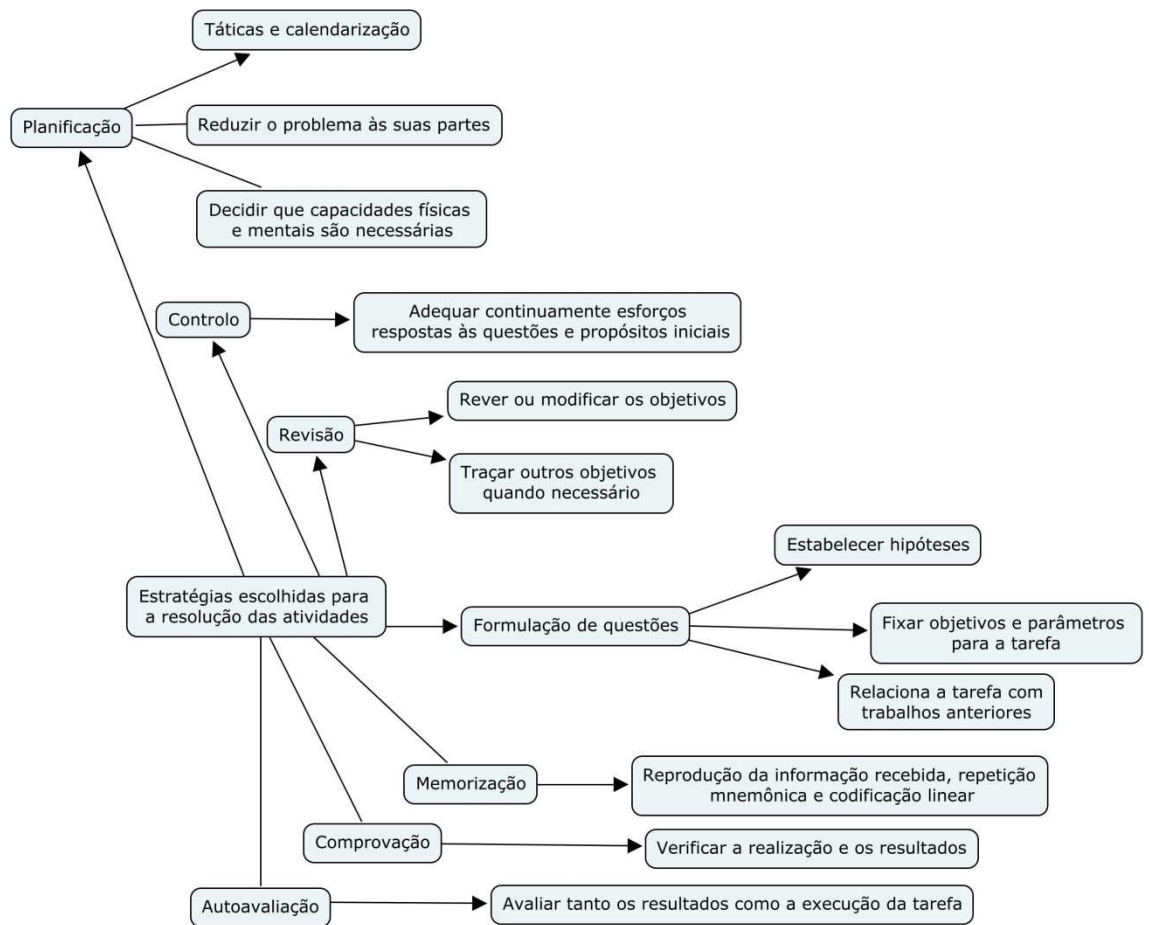 Táticas e calendarização
Planificação
Reduzir o problema às suas partes
Decidir que capacidades físicas
e mentais são necessárias
Controlo
Adequar continuamente esforços
respostas às questões e propósitos iniciais
Revisão
Rever ou modificar os objetivos
Traçar outros objetivos
quando necessário
Estratégias escolhidas para
a resolução das atividades
Formulação de questões
Estabelecer hipóteses
Fixar objetivos e parâmetros
para a tarefa
Relaciona a tarefa com
trabalhos anteriores
Memorização
Reprodução da informação recebida, repetição
mnemônica e codificação linear
Comprovação
Verificar a realização e os resultados
Autoavaliação
Avaliar tanto os resultados como a execução da tarefa